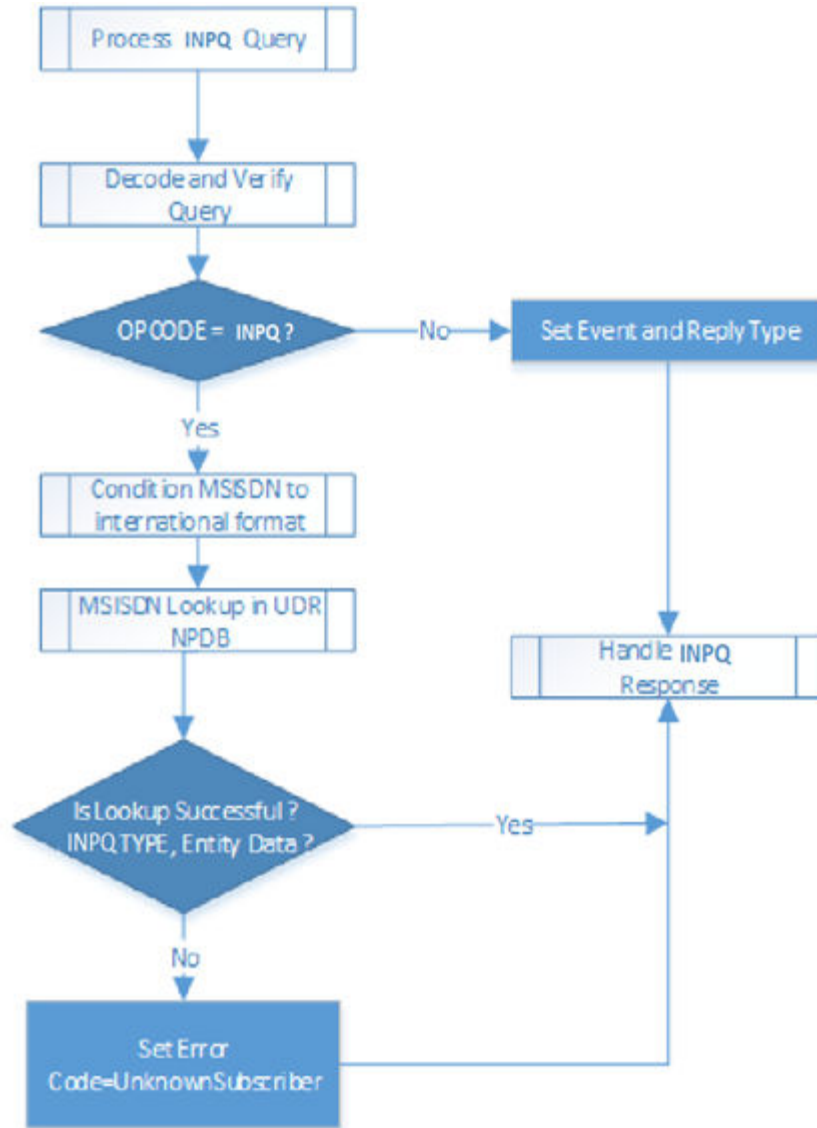 Process INPQ Query
Decode and Verify
Query
OPCODE = INPQ ?
No
Set Event and Reply Type
Yes
Condition MSISDN to
international format
MSISDN Lookup in UDR
NPDB
Handle INPQ
Response
Is Lookup Successful ?
INPQ TYPE, Entity Data ?
Yes
No
Set Error
Code=UnknownSubscriber